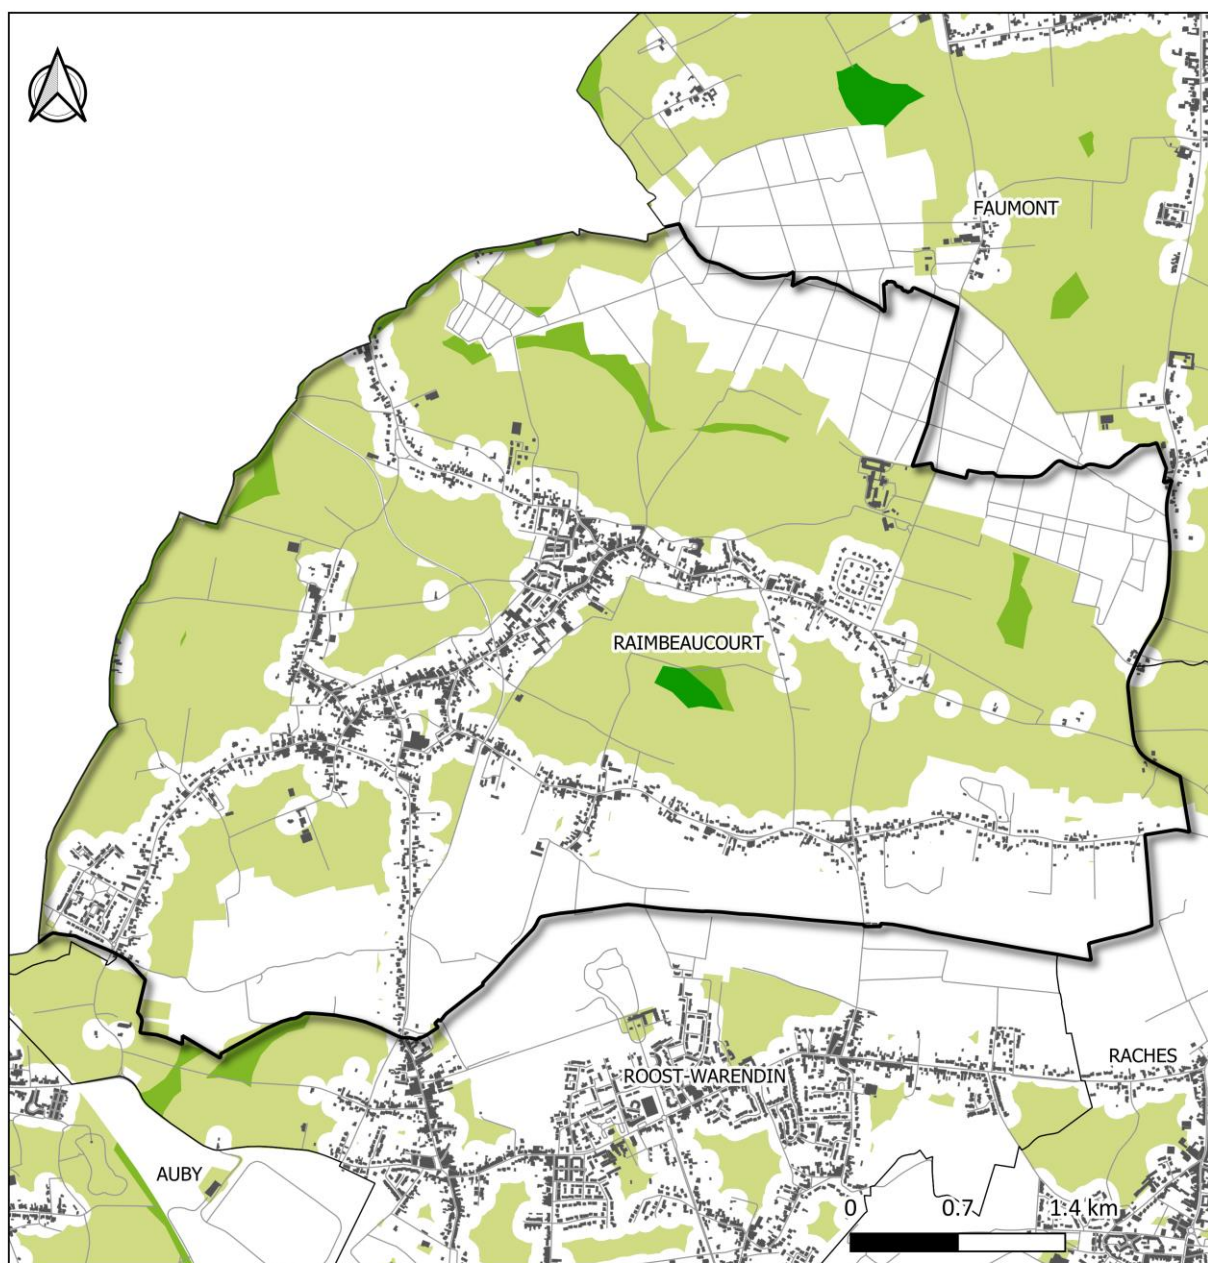 FAUMONT
RAIMBEAUCOURT
RACHES
ROOST-WARENDIN
AUBY
0 0.7 1.4 km